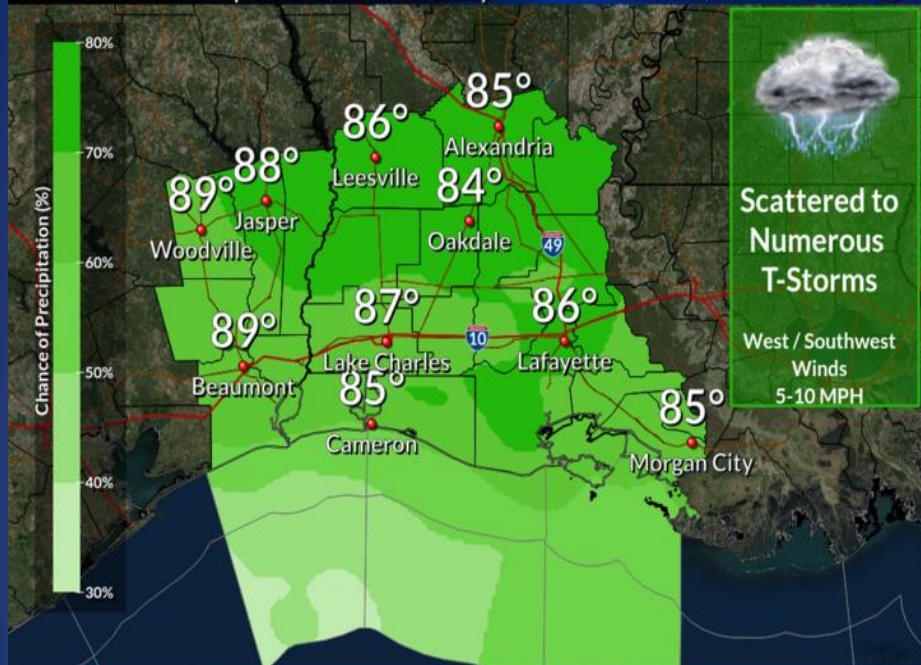 80%
70%
60%
50%
40%
30%
Chance of Precipitation (%)
85°
Alexandria
86°
Leesville
88°
Jasper
89°
Woodville
84°
Oakdale
49
87°
Lake Charles
86°
Lafayette
10
89°
Beaumont
85°
Cameron
85°
Morgan City
Scattered to
Numerous
T-Storms
West / Southwest
Winds
5-10 MPH